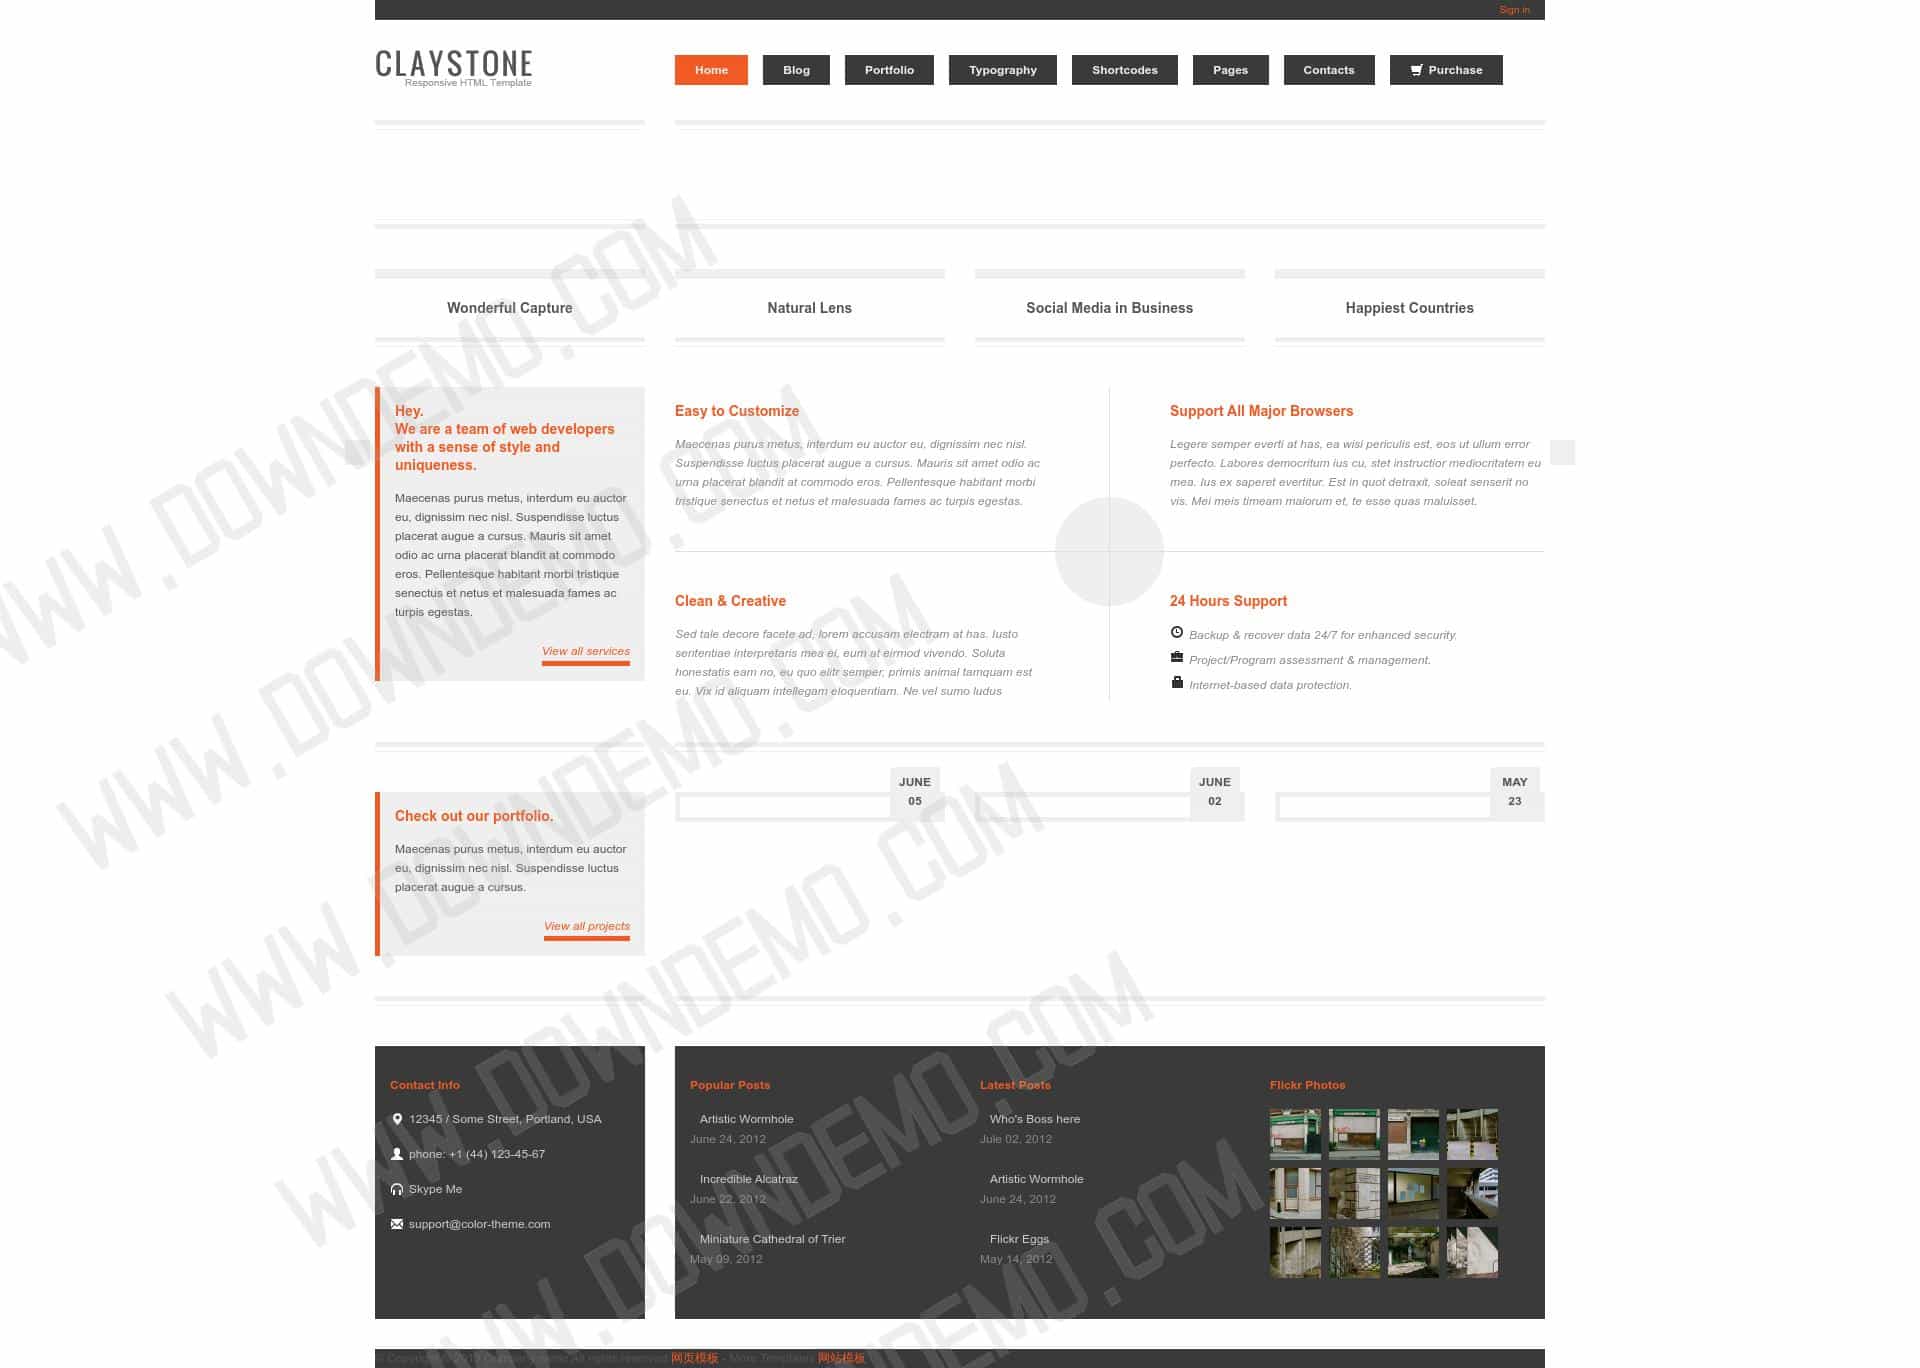 Sign in
CLAYSTONE
Responsive HTML Template
Home
Blog
Portfolio
Typography
Shortcodes
Pages
Contacts
Purchase
Wonderful Capture
Natural Lens
Social Media in Business
Happiest Countries
Hey.
We are a team of web developers
with a sense of style and
uniqueness.
Maecenas purus metus, interdum eu auctor
eu, dignissim nec nisl. Suspendisse luctus
placerat augue a cursus. Mauris sit amet
odio ac urna placerat blandit at commodo
eros. Pellentesque habitant morbi tristique
senectus et netus et malesuada fames ac
turpis egestas.
View all services
Easy to Customize
Maecenas purus metus, interdum eu auctor eu, dignissim nec nisl.
Suspendisse luctus placerat augue a cursus. Mauris sit amet odio ac
urna placerat blandit at commodo eros. Pellentesque habitant morbi
tristique senectus et netus et malesuada fames ac turpis egestas.
Support All Major Browsers
Legere semper everti at has, ea wisi periculis est, eos ut ullum error
perfecto. Labores democritum ius cu, stet instructior mediocritatem eu
mea. Ius ex saperet evertitur. Est in quot detraxit, soleat senserit no
vis. Mei meis timeam malorum et, te esse quas maluisset.
Clean & Creative
Sed tale decore facete ad, lorem accusam electram at has. Iusto
sententiae interpretaris mea ei, eum at eirmod vivendo. Soluta
honestatis eam no, eu quo elitr semper, primis animal tamquam est
eu. Vix id aliquam intellegam eloquentiam. Ne vel sumo ludus
24 Hours Support
Backup & recover data 24/7 for enhanced security.
Project/Program assessment & management.
Internet-based data protection.
Check out our portfolio.
Maecenas purus metus, interdum eu auctor
eu, dignissim nec nisl. Suspendisse luctus
placerat augue a cursus.
View all projects
JUNE
05
JUNE
02
MAY
23
Contact Info
12345 / Some Street, Portland, USA
phone: +1 (44) 123-45-67
Skype Me
support@color-theme.com
Popular Posts
Artistic Wormhole
June 24, 2012
Incredible Alcatraz
June 22, 2012
Miniature Cathedral of Trier
May 09, 2012
Latest Posts
Who's Boss here
Jule 02, 2012
Artistic Wormhole
June 24, 2012
Flickr Eggs
May 14, 2012
Flickr Photos
网页模板 - More Templates 网站模板
WWW.DOWNDEMO.COM
WWW.DOWNDEMO.COM
WWW.DOWNDEMO.COM
WWW.DOWNDEMO.COM
WWW.DOWNDEMO.COM